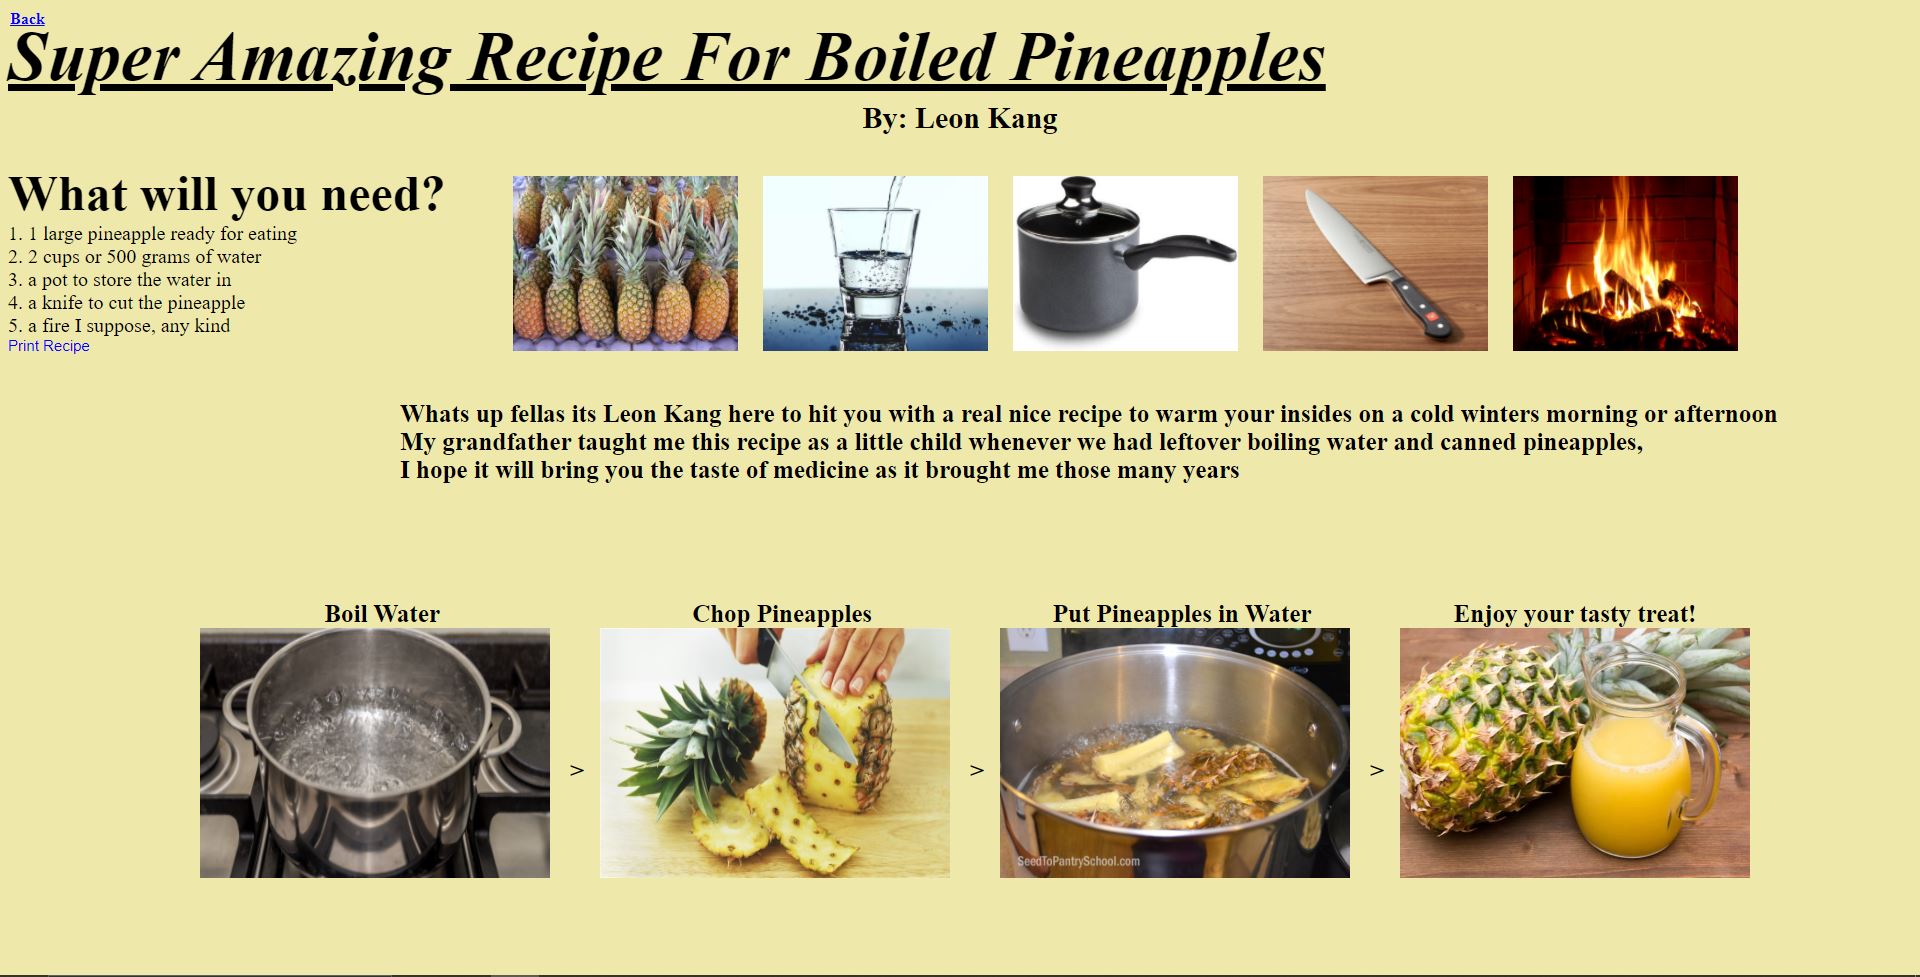 Back
Super Amazing Recipe For Boiled Pineapples
By: Leon Kang
What will you need?
1. 1 large pineapple ready for eating
2. 2 cups or 500 grams of water
3. a pot to store the water in
4. a knife to cut the pineapple
5. a fire I suppose, any kind
Print Recipe
Whats up fellas its Leon Kang here to hit you with a real nice recipe to warm your insides on a cold winters morning or afternoon
My grandfather taught me this recipe as a little child whenever we had leftover boiling water and canned pineapples,
I hope it will bring you the taste of medicine as it brought me those many years
Boil Water
Chop Pineapples
Put Pineapples in Water
Enjoy your tasty treat!
> > >
SeedToPantrySchool.com